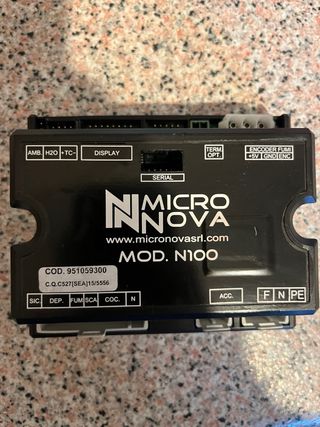 AMB. H2O +TC- DISPLAY TERM. OPT. ENCODER FUMI +5V GND ENC
SERIAL
MICRO
NOVA
www.micronovasrl.com
MOD. N100
COD. 951059300
C.Q.C527[SEA]15/5556
SIC. DEP. FUM SCA COC. N ACC. F N PE